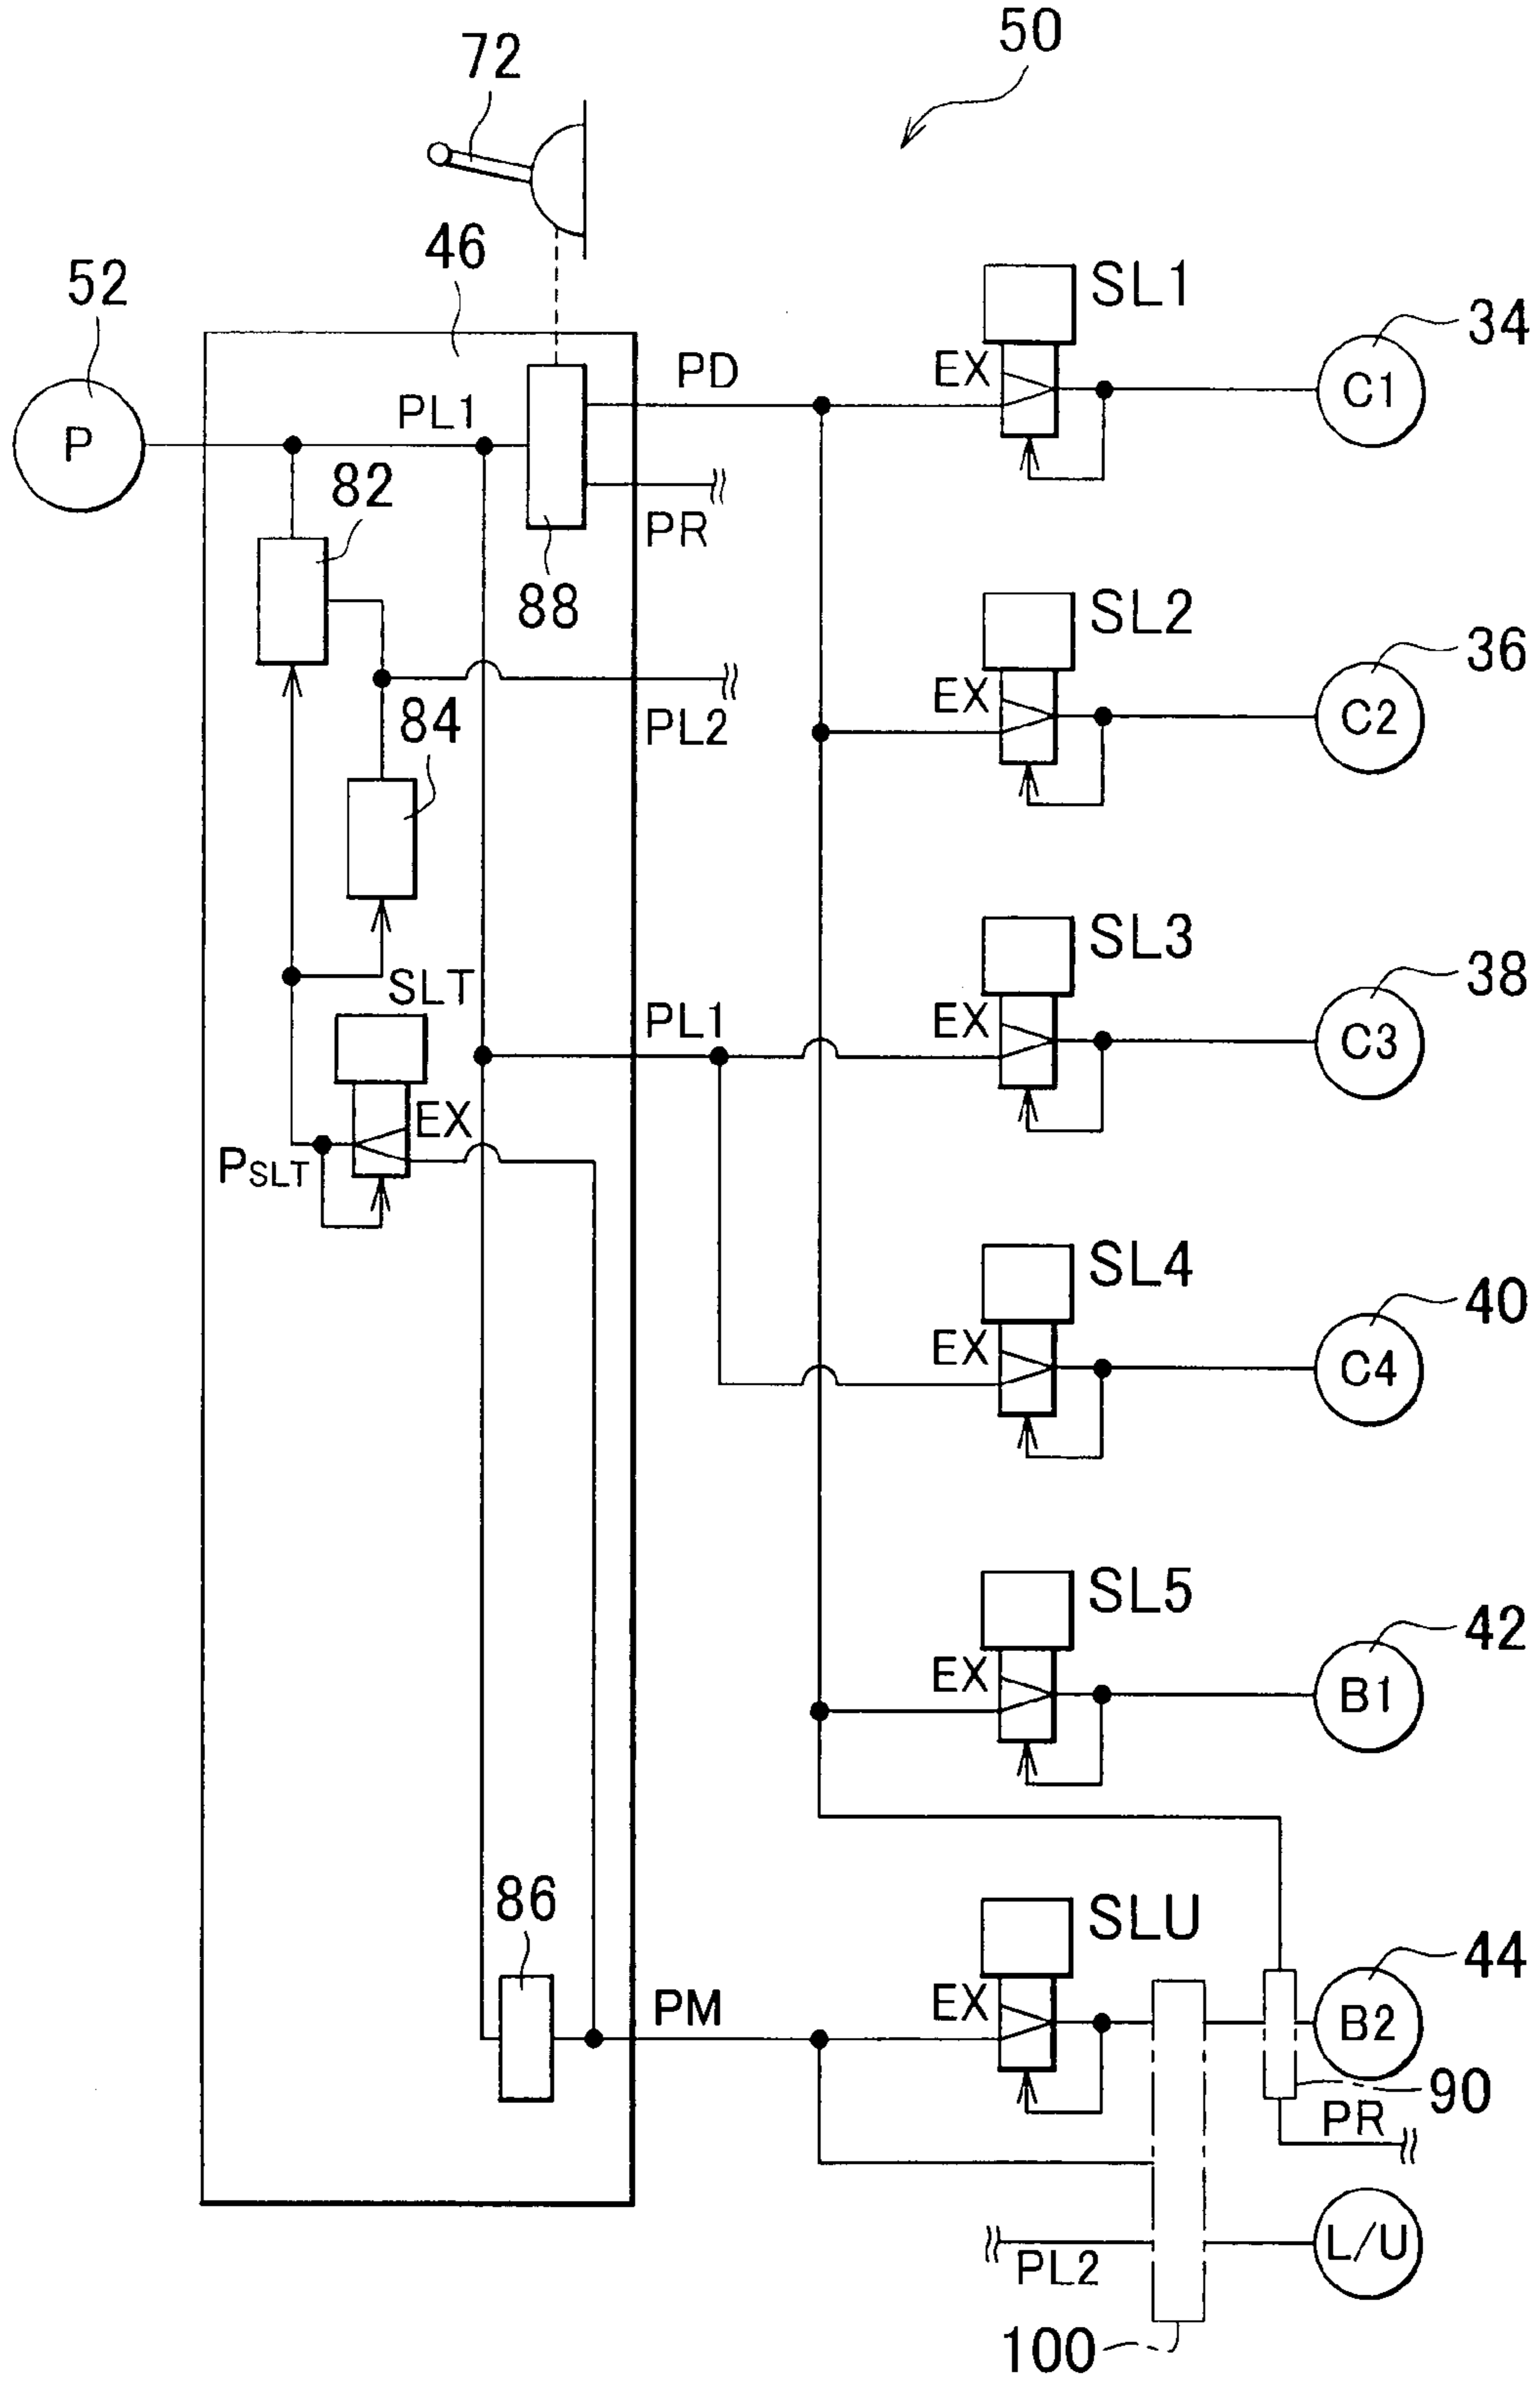 50
72
46
52
SL1
34
EX
C1
PD
PL1
P
82
PR
88
SL2
36
EX
C2
84
PL2
SL3
38
SLT
PL1
EX
C3
EX
PSLT
SL4
40
EX
C4
SL5
42
EX
B1
86
SLU
44
PM
EX
B2
90
PR
L/U
PL2
100